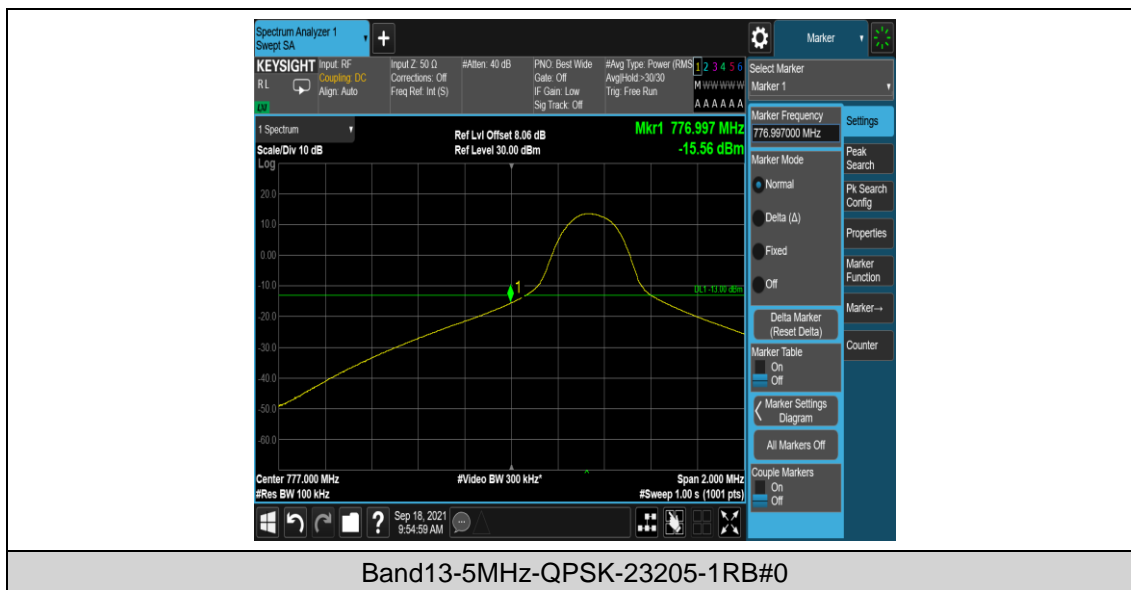 Spectrum Analyzer 1
Swept SA
+
Marker
KEYSIGHT Input: RF Input Z: 50 Ω #Atten: 40 dB PNO: Best Wide #Avg Type: Power (RMS 1 2 3 4 5 6
RL Coupling: DC Corrections: Off Gate: Off Avg|Hold:>30/30 M W W W W W
Align: Auto Freq Ref: Int (S) IF Gain: Low Trig: Free Run
Sig Track: Off A A A A A A
LXI
Select Marker
Marker 1
1 Spectrum
Ref Lvl Offset 8.06 dB
Mkr1 776.997 MHz
Scale/Div 10 dB
Ref Level 30.00 dBm
-15.56 dBm
Log
20.0
10.0
0.00
-10.0
-20.0
-30.0
-40.0
-50.0
-60.0
1
DL1 -13.00 dBm
Center 777.000 MHz #Video BW 300 kHz* Span 2.000 MHz
#Res BW 100 kHz #Sweep 1.00 s (1001 pts)
Marker Frequency
776.997000 MHz
Marker Mode
Normal
Delta (Δ)
Fixed
Off
Delta Marker
(Reset Delta)
Marker Table
On
Off
Marker Settings
Diagram
All Markers Off
Couple Markers
On
Off
Settings
Peak
Search
Pk Search
Config
Properties
Marker
Function
Marker→
Counter
?
Sep 18, 2021
9:54:59 AM
Band13-5MHz-QPSK-23205-1RB#0